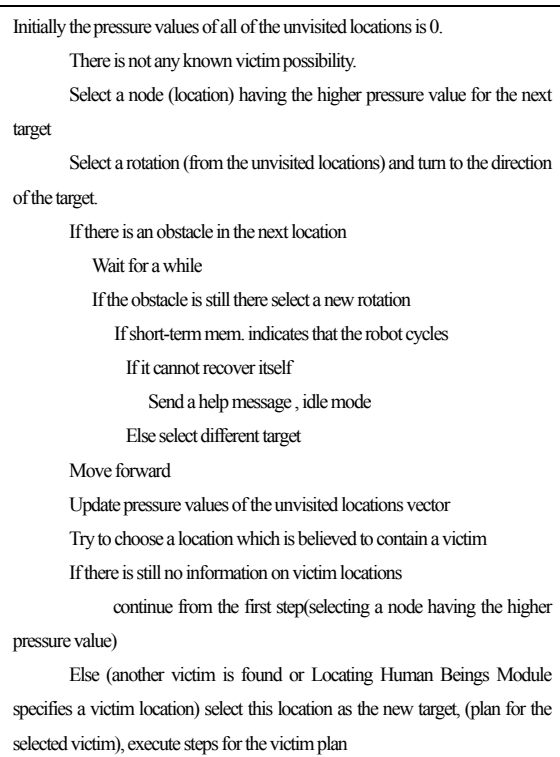 Initially the pressure values of all of the unvisited locations is 0.
There is not any known victim possibility.
Select a node (location) having the higher pressure value for the next
target
Select a rotation (from the unvisited locations) and turn to the direction
of the target.
If there is an obstacle in the next location
Wait for a while
If the obstacle is still there select a new rotation
If short-term mem. indicates that the robot cycles
If it cannot recover itself
Send a help message , idle mode
Else select different target
Move forward
Update pressure values of the unvisited locations vector
Try to choose a location which is believed to contain a victim
If there is still no information on victim locations
continue from the first step(selecting a node having the higher
pressure value)
Else (another victim is found or Locating Human Beings Module
specifies a victim location) select this location as the new target, (plan for the
selected victim), execute steps for the victim plan